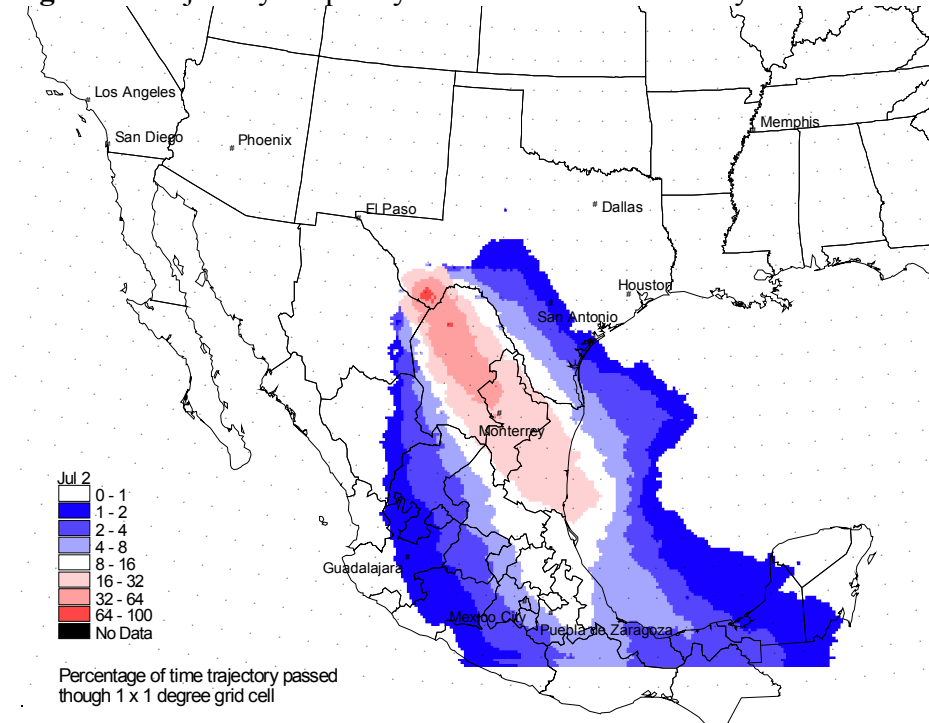 Los Angeles
San Diego
Phoenix
Memphis
El Paso
Dallas
Houston
San Antonio
Monterrey
Guadalajara
Mexico City
Puebla de Zaragoza
Jul 2
0 - 1
1 - 2
2 - 4
4 - 8
8 - 16
16 - 32
32 - 64
64 - 100
No Data
Percentage of time trajectory passed
though 1 x 1 degree grid cell